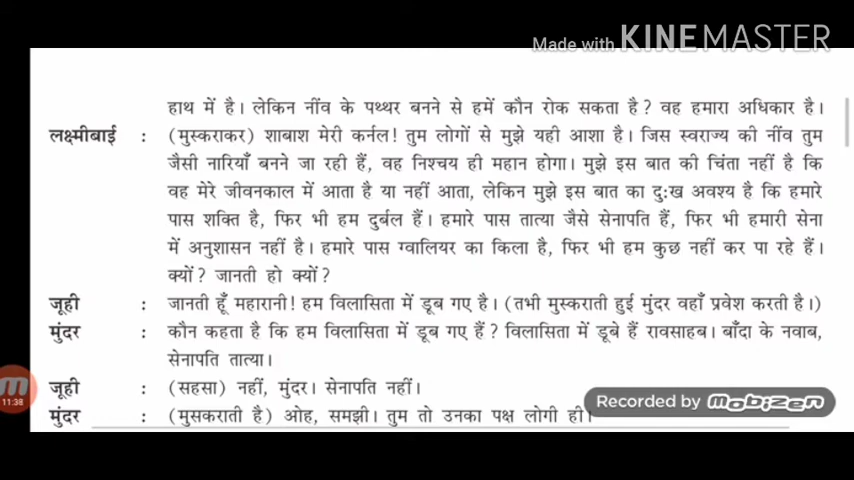 Made with KINEMASTER
हाथ में है। लेकिन नींव के पथ्थर बनने से हमें कौन रोक सकता है? वह हमारा अधिकार है।
लक्ष्मीबाई : (मुस्कराकर) शाबाश मेरी कर्नल! तुम लोगों से मुझे यही आशा है। जिस स्वराज्य की नींव तुम
जैसी नारियाँ बनने जा रही हैं, वह निश्चय ही महान होगा। मुझे इस बात की चिंता नहीं है कि
वह मेरे जीवनकाल में आता है या नहीं आता, लेकिन मुझे इस बात का दुःख अवश्य है कि हमारे
पास शक्ति है, फिर भी हम दुर्बल हैं। हमारे पास तात्या जैसे सेनापति हैं, फिर भी हमारी सेना
में अनुशासन नहीं है। हमारे पास ग्वालियर का किला है, फिर भी हम कुछ नहीं कर पा रहे हैं।
क्यों? जानती हो क्यों?
जूही : जानती हूँ महारानी! हम विलासिता में डूब गए है। (तभी मुस्कराती हुई मुंदर वहाँ प्रवेश करती है।)
मुंदर : कौन कहता है कि हम विलासिता में डूब गए हैं? विलासिता में डूबे हैं रावसाहब। बाँदा के नवाब,
सेनापति तात्या।
जूही : (सहसा) नहीं, मुंदर। सेनापति नहीं।
मुंदर : (मुसकराती है) ओह, समझी। तुम तो उनका पक्ष लोगी ही।
11:38
Recorded by mobizen